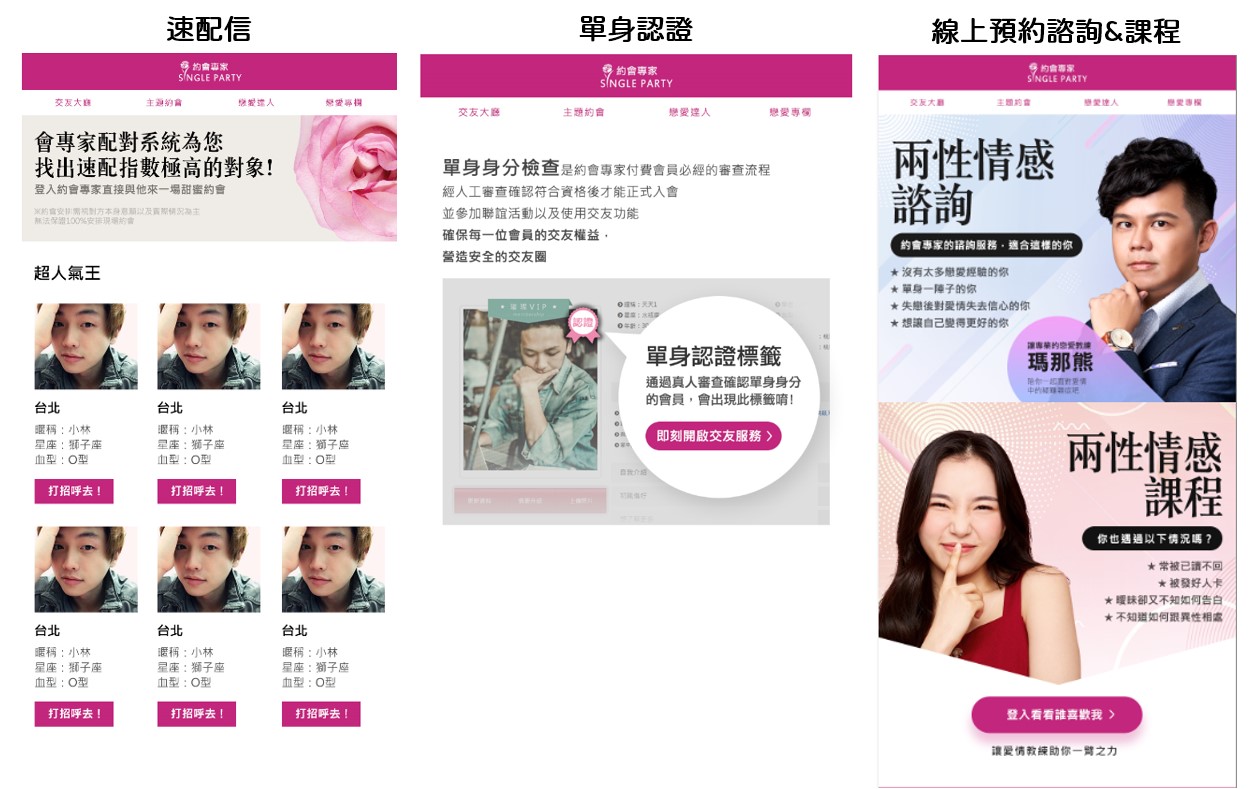 速配信
約會專家
SINGLE PARTY
交友大廳 主題約會 戀愛達人 戀愛專欄
會專家配對系統為您
找出速配指數極高的對象!
登入約會專家直接與他來一場甜蜜約會
※約會安排需視對方本身意願以及實際情況為主
無法保證100%安排現場約會
超人氣王
台北 台北 台北
暱稱：小林 暱稱：小林 暱稱：小林
星座：獅子座 星座：獅子座 星座：獅子座
血型：O型 血型：O型 血型：O型
打招呼去！ 打招呼去！ 打招呼去！
台北 台北 台北
暱稱：小林 暱稱：小林 暱稱：小林
星座：獅子座 星座：獅子座 星座：獅子座
血型：O型 血型：O型 血型：O型
打招呼去！ 打招呼去！ 打招呼去！
單身認證
約會專家
SINGLE PARTY
交友大廳 主題約會 戀愛達人 戀愛專欄
單身身分檢查是約會專家付費會員必經的審查流程
經人工審查確認符合資格後才能正式入會
並參加聯誼活動以及使用交友功能
確保每一位會員的交友權益，
營造安全的交友圈
VIP
認證
暱稱：天天1
單身認證標籤
通過真人審查確認單身身分
的會員，會出現此標籤唷!
即刻開啟交友服務 >
線上預約諮詢&課程
約會專家
SINGLE PARTY
交友大廳 主題約會 戀愛達人 戀愛專欄
兩性情感
諮詢
約會專家的諮詢服務，適合這樣的你
★ 沒有太多戀愛經驗的你
★ 單身一陣子的你
★ 失戀後對愛情失去信心的你
★ 想讓自己變得更好的你
讓專業的戀愛教練
瑪那熊
兩性情感
課程
你也遇過以下情況嗎？
★ 常被已讀不回
★ 被發好人卡
★ 曖昧卻又不知如何告白
★ 不知道如何跟異性相處
登入看看誰喜歡我 >
讓愛情教練助你一臂之力